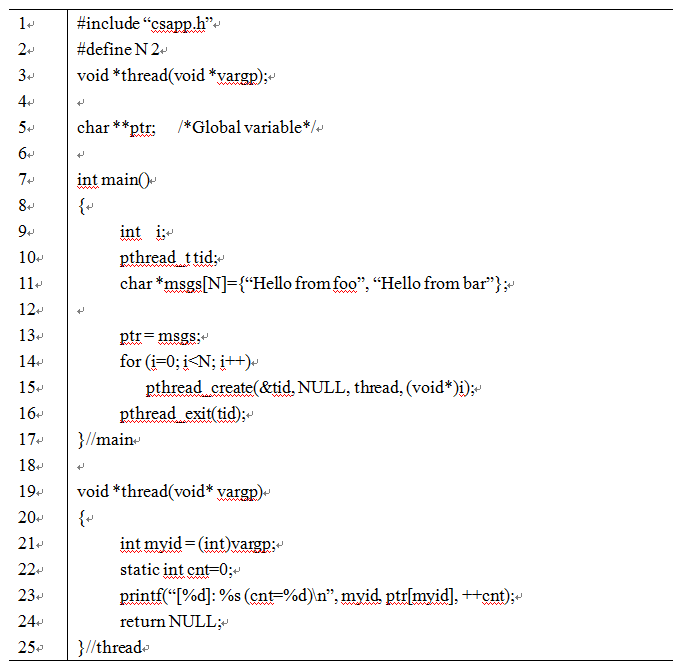 1 #include “csapp.h”
2 #define N 2
3 void *thread(void *vargp);
4
5 char **ptr; /*Global variable*/
6
7 int main()
8 {
9 int i;
10 pthread_t tid;
11 char *msgs[N]={“Hello from foo”, “Hello from bar”};
12
13 ptr = msgs;
14 for (i=0; i<N; i++)
15 pthread_create(&tid, NULL, thread, (void*)i);
16 pthread_exit(tid);
17 }//main
18
19 void *thread(void* vargp)
20 {
21 int myid = (int)vargp;
22 static int cnt=0;
23 printf(“[%d]: %s (cnt=%d)\n”, myid, ptr[myid], ++cnt);
24 return NULL;
25 }//thread